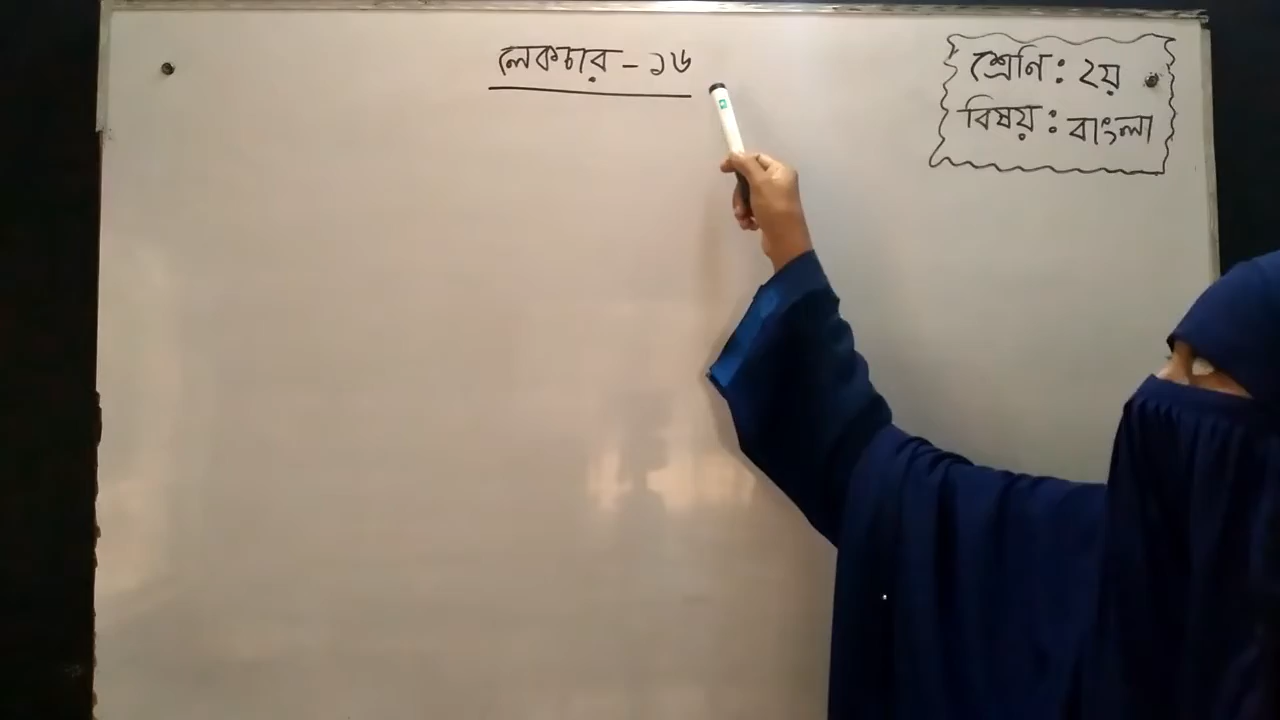 লেকচার - ১৬
শ্রেণি : ২য়
বিষয় : বাংলা